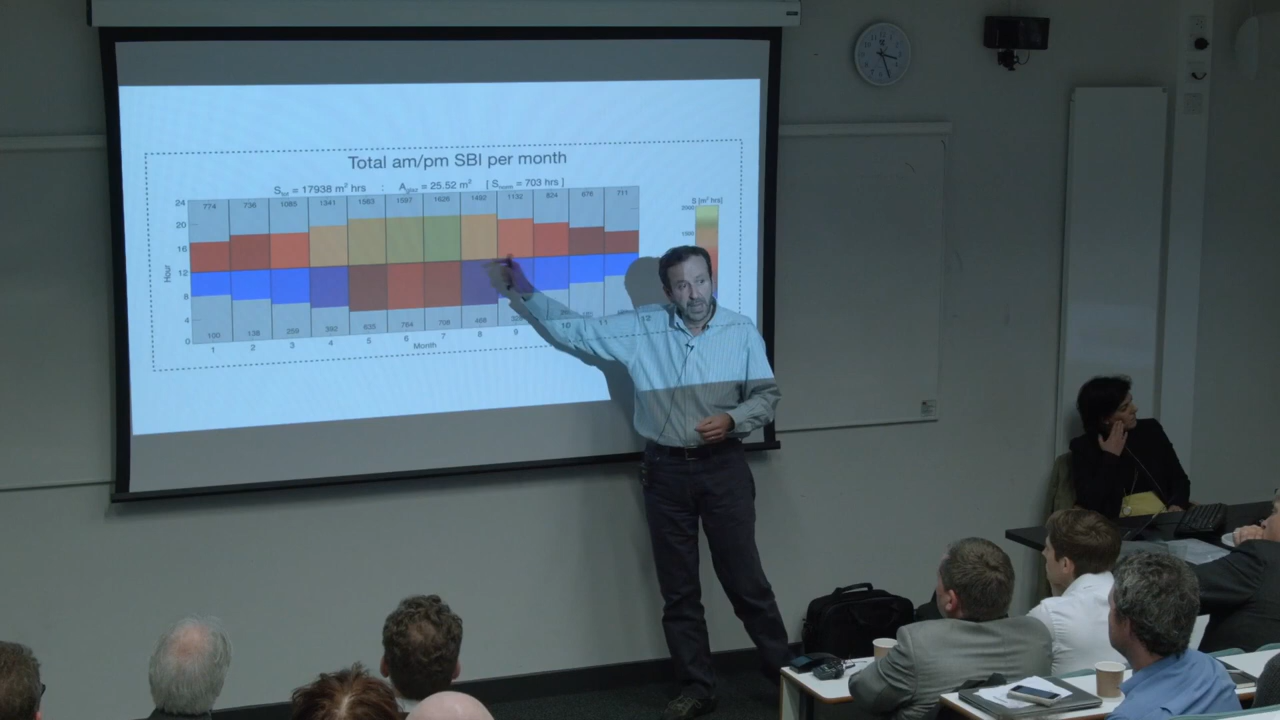 Total am/pm SBI per month
S tot = 17938 m² hrs : A glaz = 25.52 m² [ S norm = 703 hrs ]
S [m² hrs]
24 774 736 1085 1341 1583 1597 1626 1492 1132 824 676 711
20
16
12
8
4
0 100 138 259 392 635 764 708 468
1 2 3 4 5 6 7 8 9 10 11 12
Hour
Month